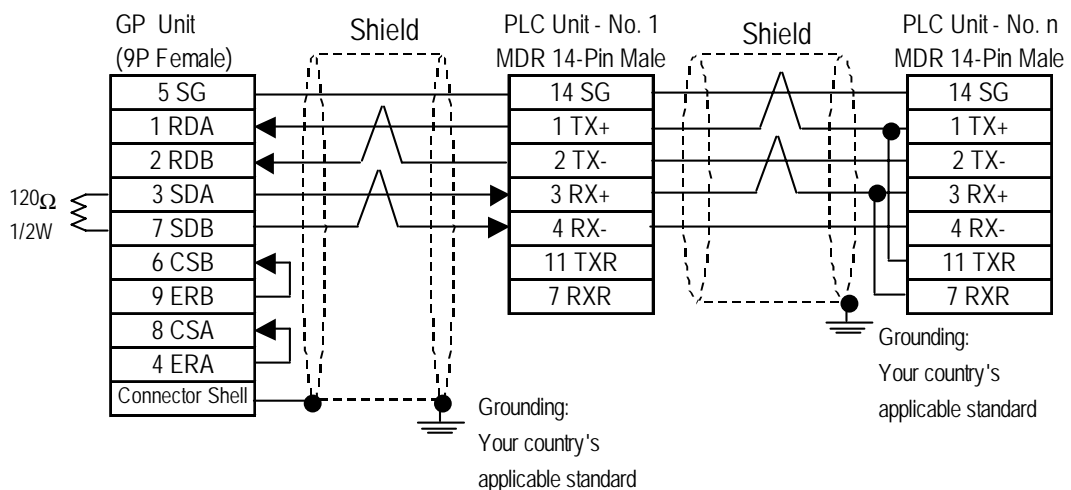 GP Unit
(9P Female)
Shield
PLC Unit - No. 1
MDR 14-Pin Male
Shield
PLC Unit - No. n
MDR 14-Pin Male
5 SG
1 RDA
2 RDB
3 SDA
7 SDB
6 CSB
9 ERB
8 CSA
4 ERA
Connector Shell
120Ω
1/2W
14 SG
1 TX+
2 TX-
3 RX+
4 RX-
11 TXR
7 RXR
14 SG
1 TX+
2 TX-
3 RX+
4 RX-
11 TXR
7 RXR
Grounding:
Your country's
applicable standard
Grounding:
Your country's
applicable standard